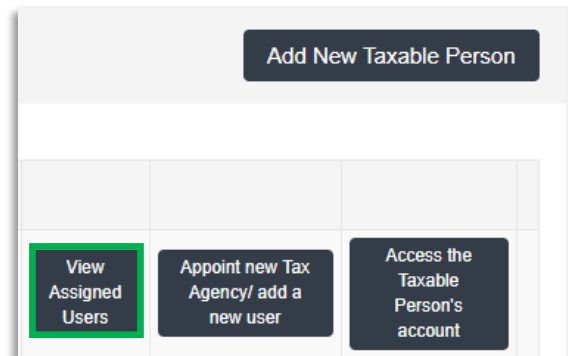 Add New Taxable Person
View
Assigned
Users
Appoint new Tax
Agency/ add a
new user
Access the
Taxable
Person's
account